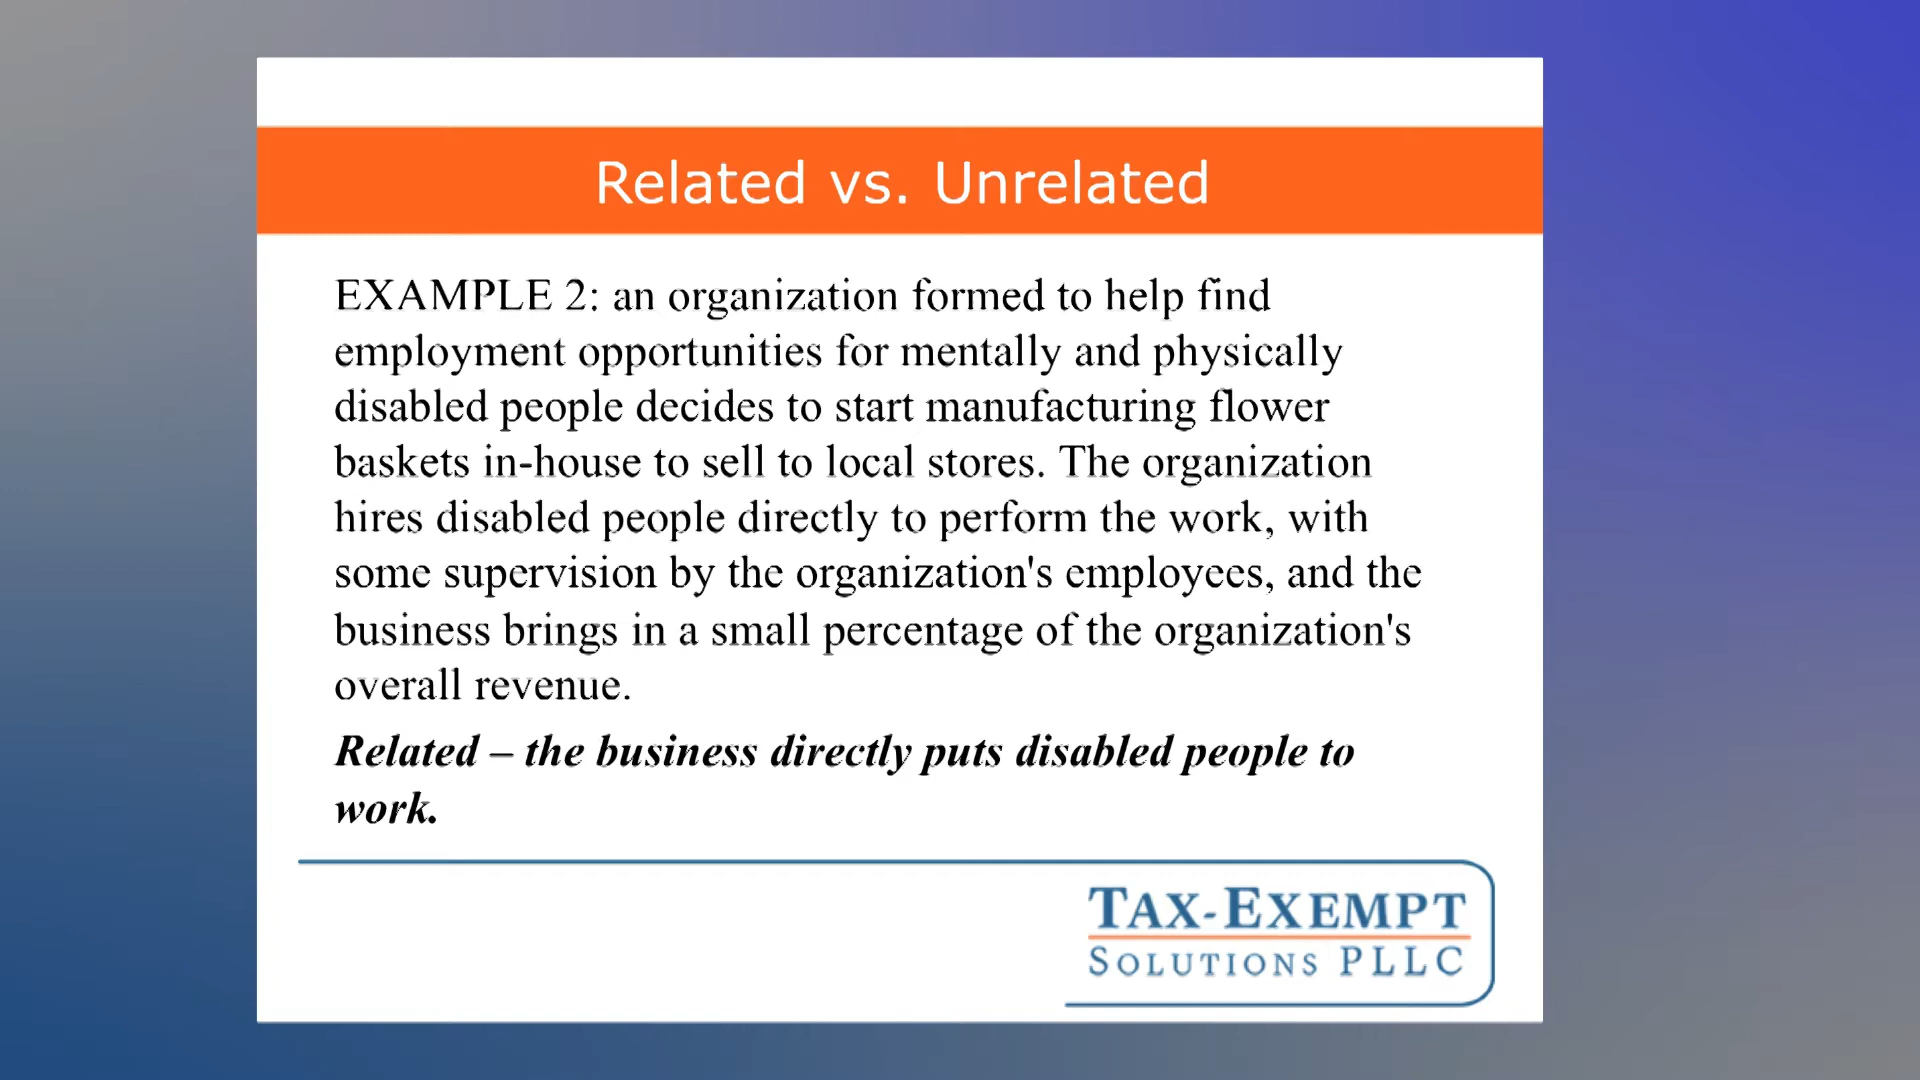 Related vs. Unrelated
EXAMPLE 2: an organization formed to help find
employment opportunities for mentally and physically
disabled people decides to start manufacturing flower
baskets in-house to sell to local stores. The organization
hires disabled people directly to perform the work, with
some supervision by the organization's employees, and the
business brings in a small percentage of the organization's
overall revenue.
Related – the business directly puts disabled people to
work.
TAX-EXEMPT
SOLUTIONS PLLC